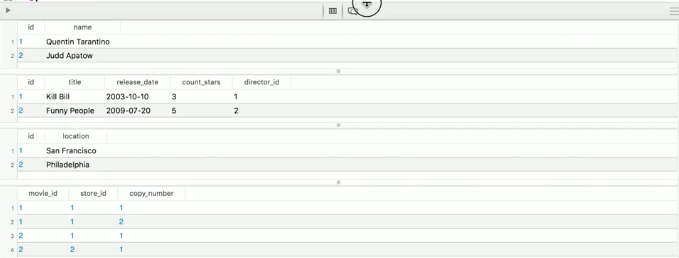 id name
1 1 Quentin Tarantino
2 2 Judd Apatow
id title release_date count_stars director_id
1 1 Kill Bill 2003-10-10 3 1
2 2 Funny People 2009-07-20 5 2
id location
1 1 San Francisco
2 2 Philadelphia
movie_id store_id copy_number
1 1 1 1
2 1 1 2
3 2 1 1
4 2 2 1